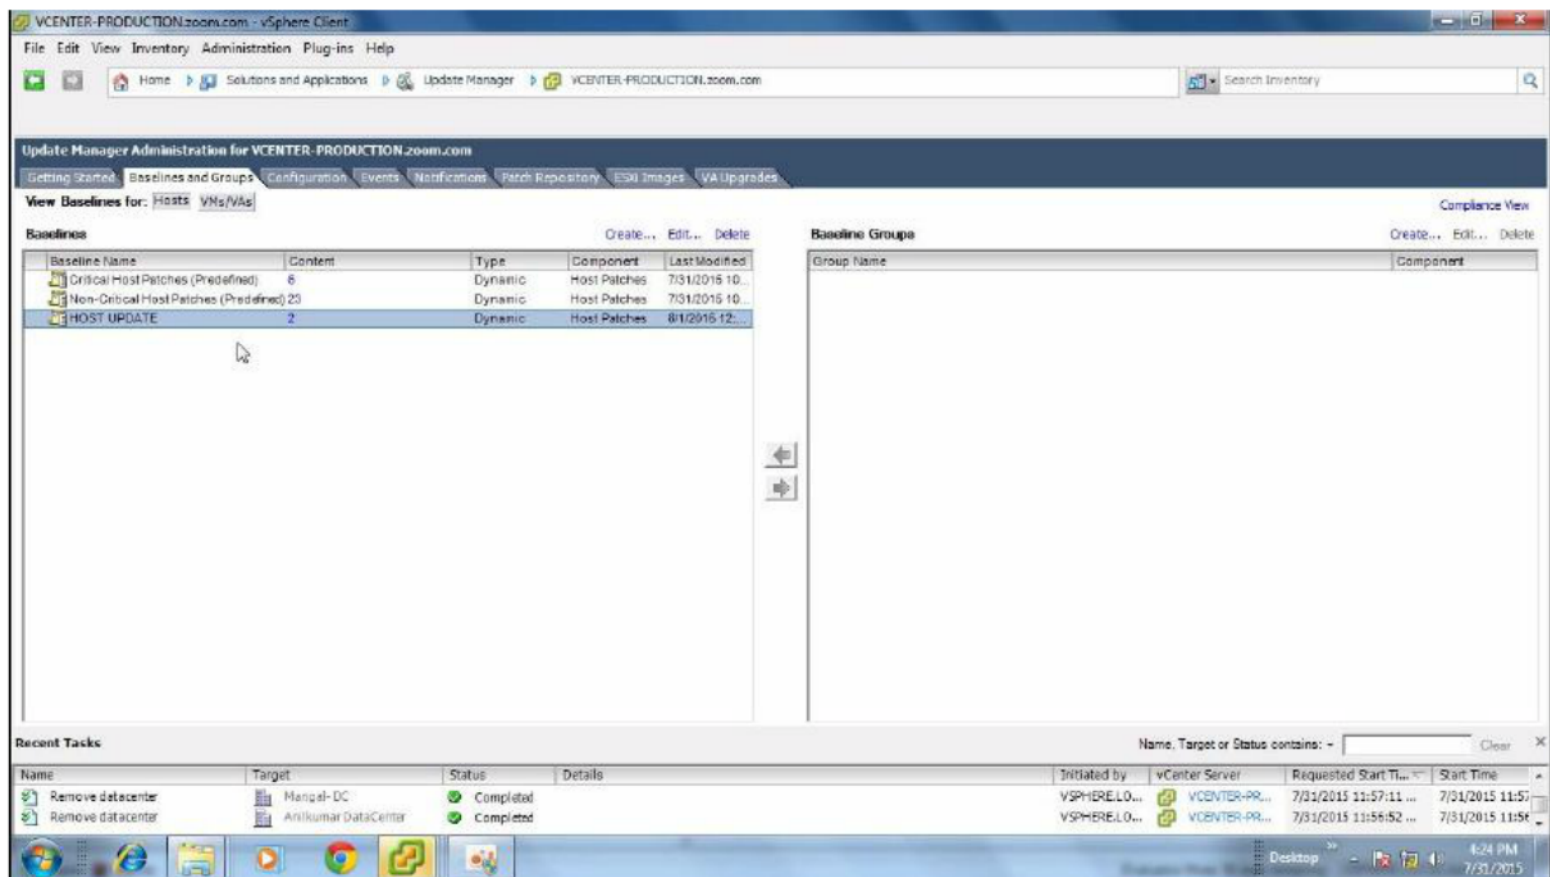 VCENTER-PRODUCTION.zoom.com - vSphere Client
File Edit View Inventory Administration Plug-ins Help
Home Solutions and Applications Update Manager VCENTER-PRODUCTION.zoom.com Search Inventory
Update Manager Administration for VCENTER-PRODUCTION.zoom.com
Getting Started Baselines and Groups Configuration Events Notifications Patch Repository ESXi Images VA Upgrades
View Baselines for: Hosts VMs/VAs Compliance View
Baselines Create... Edit... Delete Baseline Groups Create... Edit... Delete
Baseline Name Content Type Component Last Modified Group Name Component
Critical Host Patches (Predefined) 6 Dynamic Host Patches 7/31/2015 10...
Non-Critical Host Patches (Predefined) 23 Dynamic Host Patches 7/31/2015 10...
HOST UPDATE 2 Dynamic Host Patches 8/1/2015 12:...
Recent Tasks Name, Target or Status contains: Clear
Name Target Status Details Initiated by vCenter Server Requested Start Ti... Start Time
Remove datacenter Mangal-DC Completed VSPHERE.LO... VCENTER-PR... 7/31/2015 11:57:11 ... 7/31/2015 11:57
Remove datacenter Anilkumar DataCenter Completed VSPHERE.LO... VCENTER-PR... 7/31/2015 11:56:52 ... 7/31/2015 11:56
Desktop 4:24 PM
7/31/2015